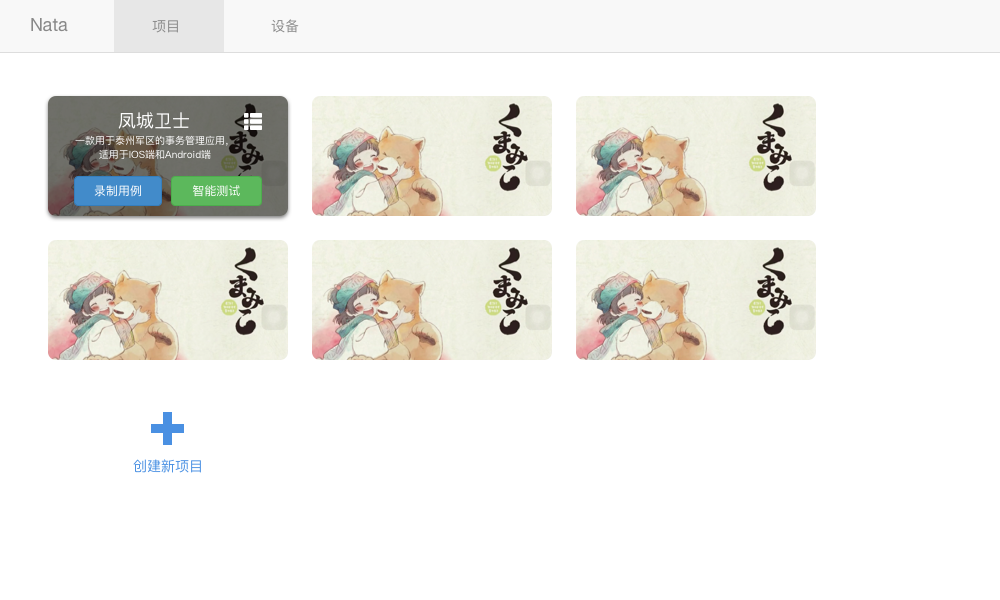 Nata
项目
设备
凤城卫士
一款用于泰州军区的事务管理应用,
适用于IOS端和Android端
录制用例
智能测试
くまみこ
くまみこ
くまみこ
くまみこ
くまみこ
くまみこ
创建新项目